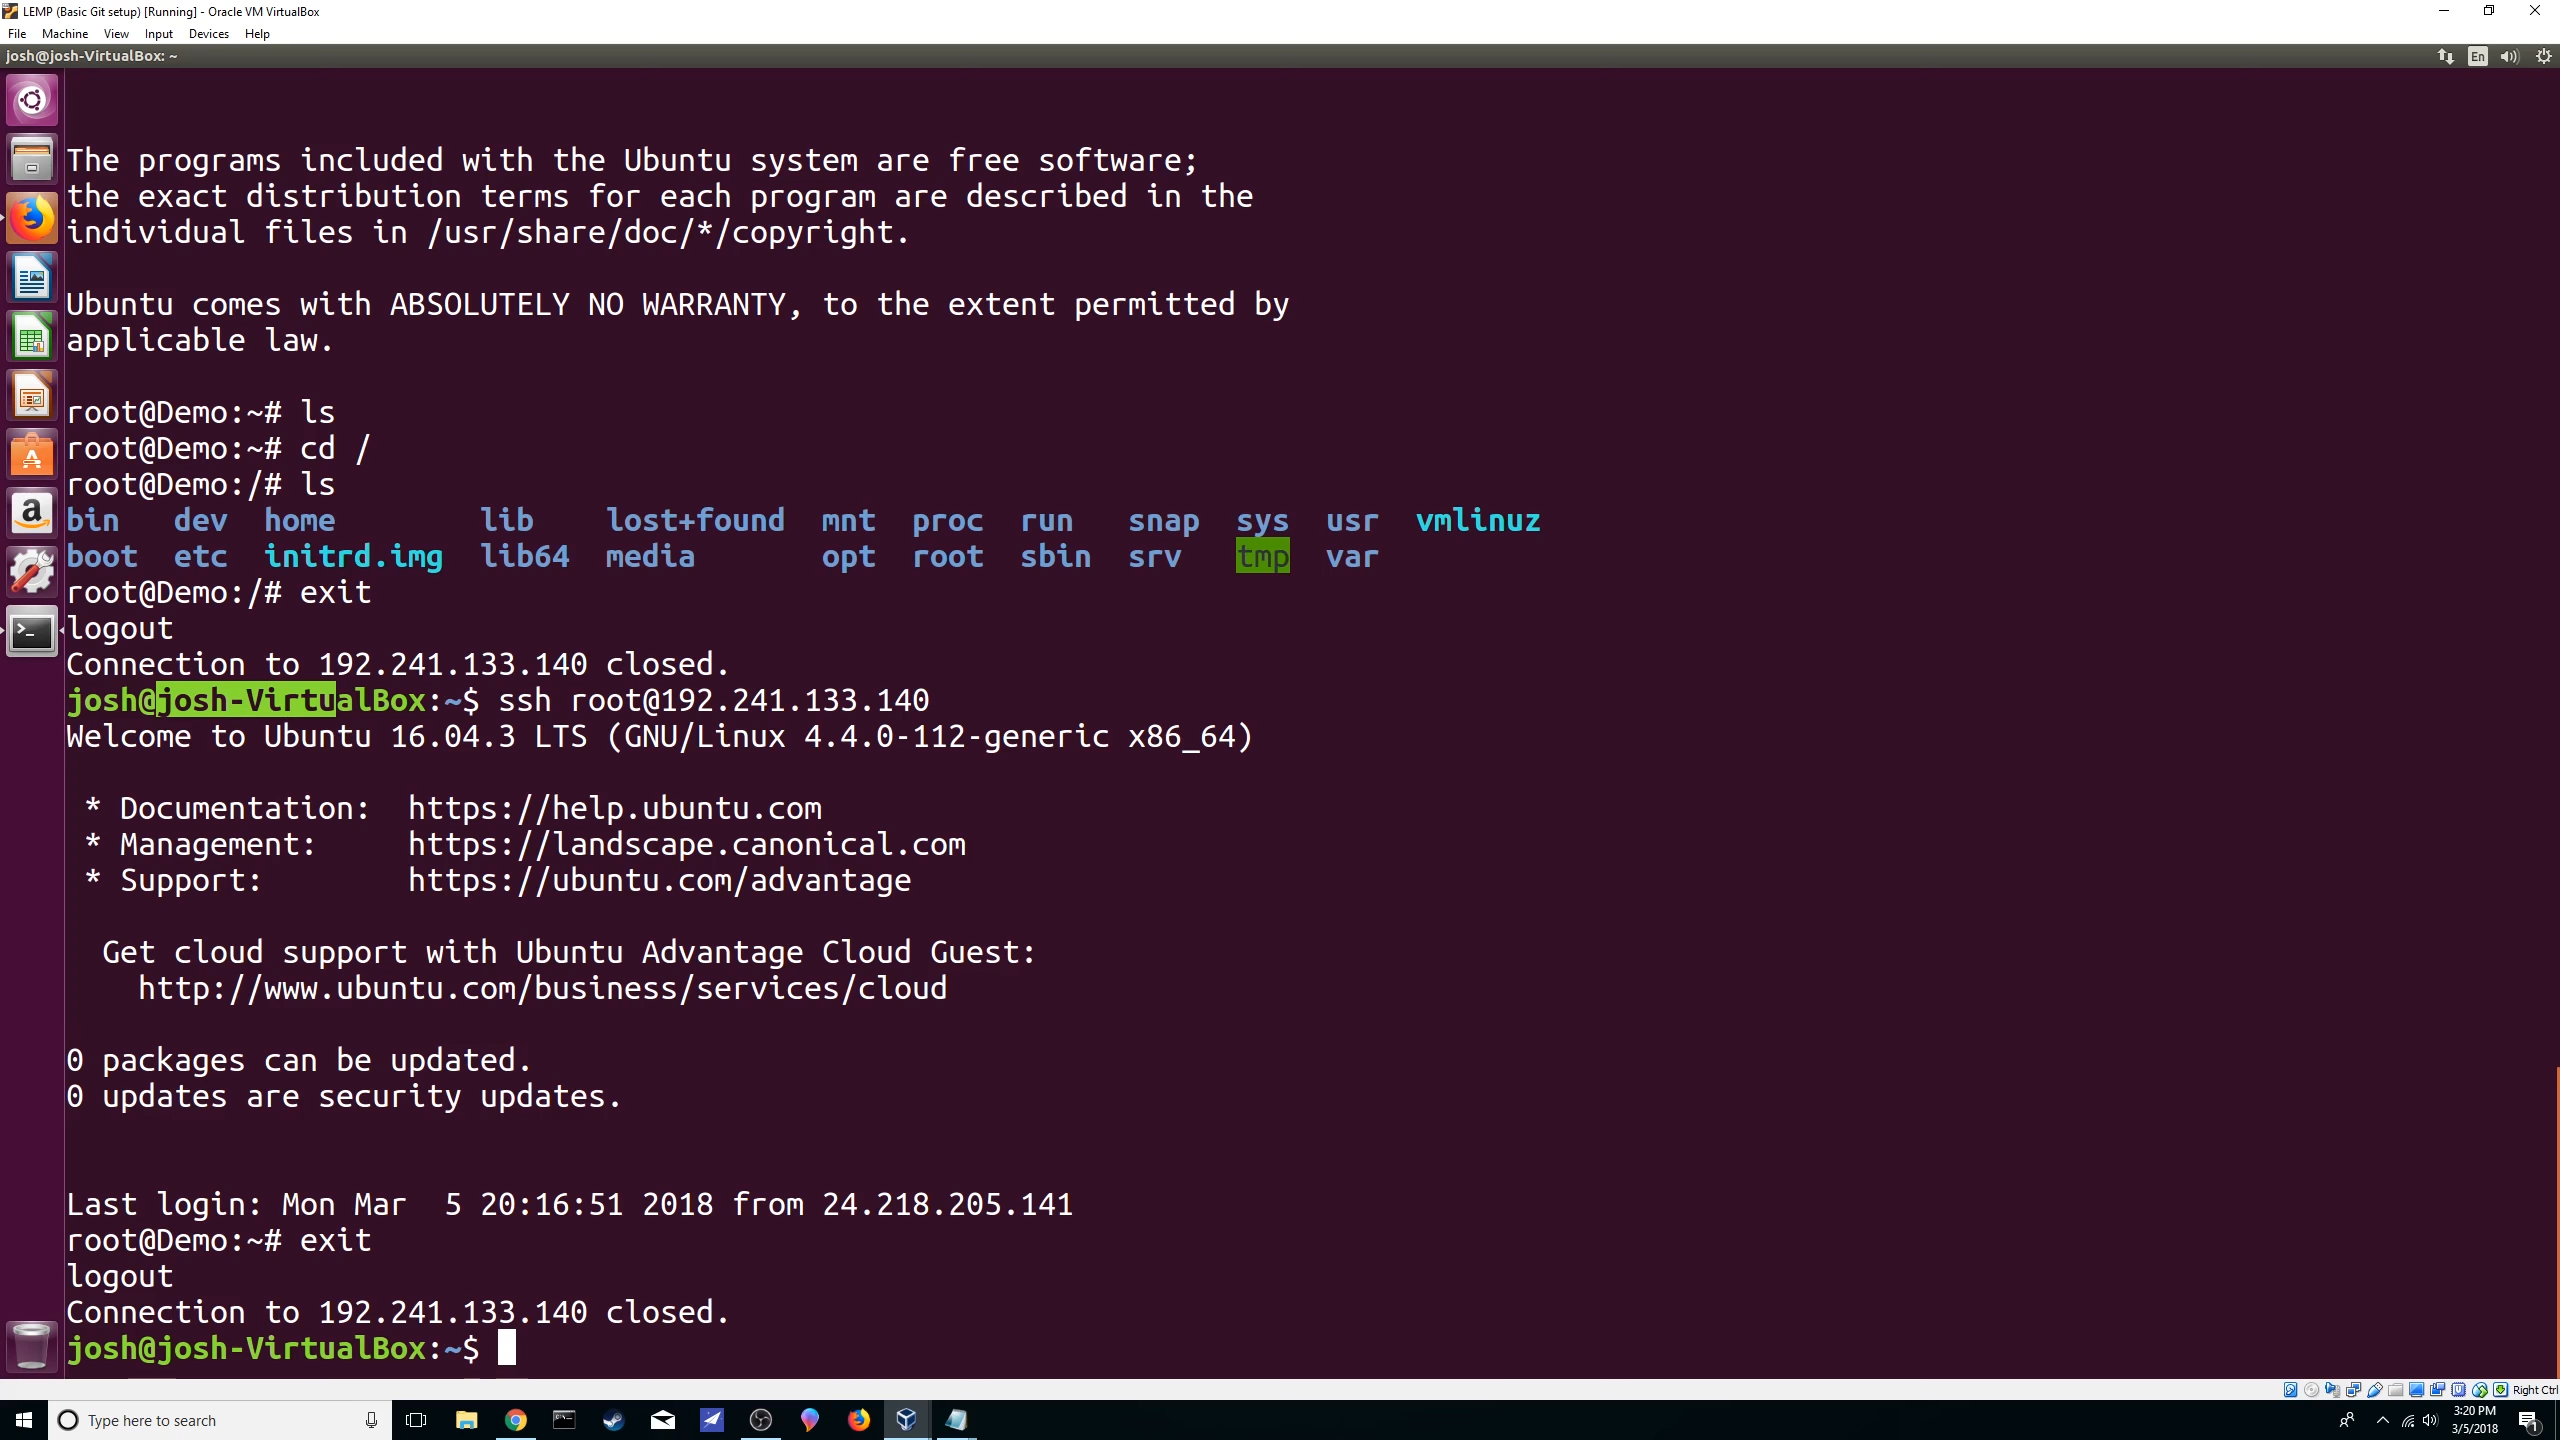 LEMP (Basic Git setup) [Running] - Oracle VM VirtualBox
File Machine View Input Devices Help
josh@josh-VirtualBox: ~
En
The programs included with the Ubuntu system are free software;
the exact distribution terms for each program are described in the
individual files in /usr/share/doc/*/copyright.
Ubuntu comes with ABSOLUTELY NO WARRANTY, to the extent permitted by
applicable law.
root@Demo:~# ls
root@Demo:~# cd /
root@Demo:/# ls
bin dev home lib lost+found mnt proc run snap sys usr vmlinuz
boot etc initrd.img lib64 media opt root sbin srv tmp var
root@Demo:/# exit
logout
Connection to 192.241.133.140 closed.
josh@josh-VirtualBox:~$ ssh root@192.241.133.140
Welcome to Ubuntu 16.04.3 LTS (GNU/Linux 4.4.0-112-generic x86_64)
* Documentation: https://help.ubuntu.com
* Management: https://landscape.canonical.com
* Support: https://ubuntu.com/advantage
Get cloud support with Ubuntu Advantage Cloud Guest:
http://www.ubuntu.com/business/services/cloud
0 packages can be updated.
0 updates are security updates.
Last login: Mon Mar 5 20:16:51 2018 from 24.218.205.141
root@Demo:~# exit
logout
Connection to 192.241.133.140 closed.
josh@josh-VirtualBox:~$
Right Ctrl
Type here to search
3:20 PM
3/5/2018
1